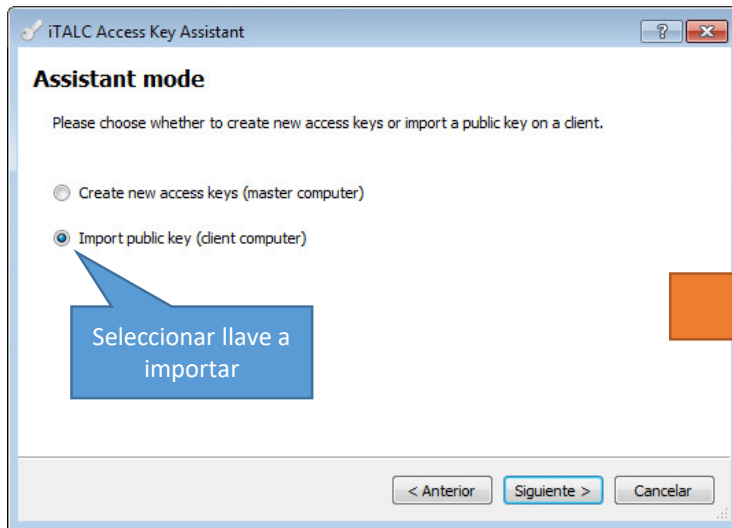 iTALC Access Key Assistant
Assistant mode
Please choose whether to create new access keys or import a public key on a client.
Create new access keys (master computer)
Import public key (client computer)
Seleccionar llave a
importar
< Anterior
Siguiente >
Cancelar